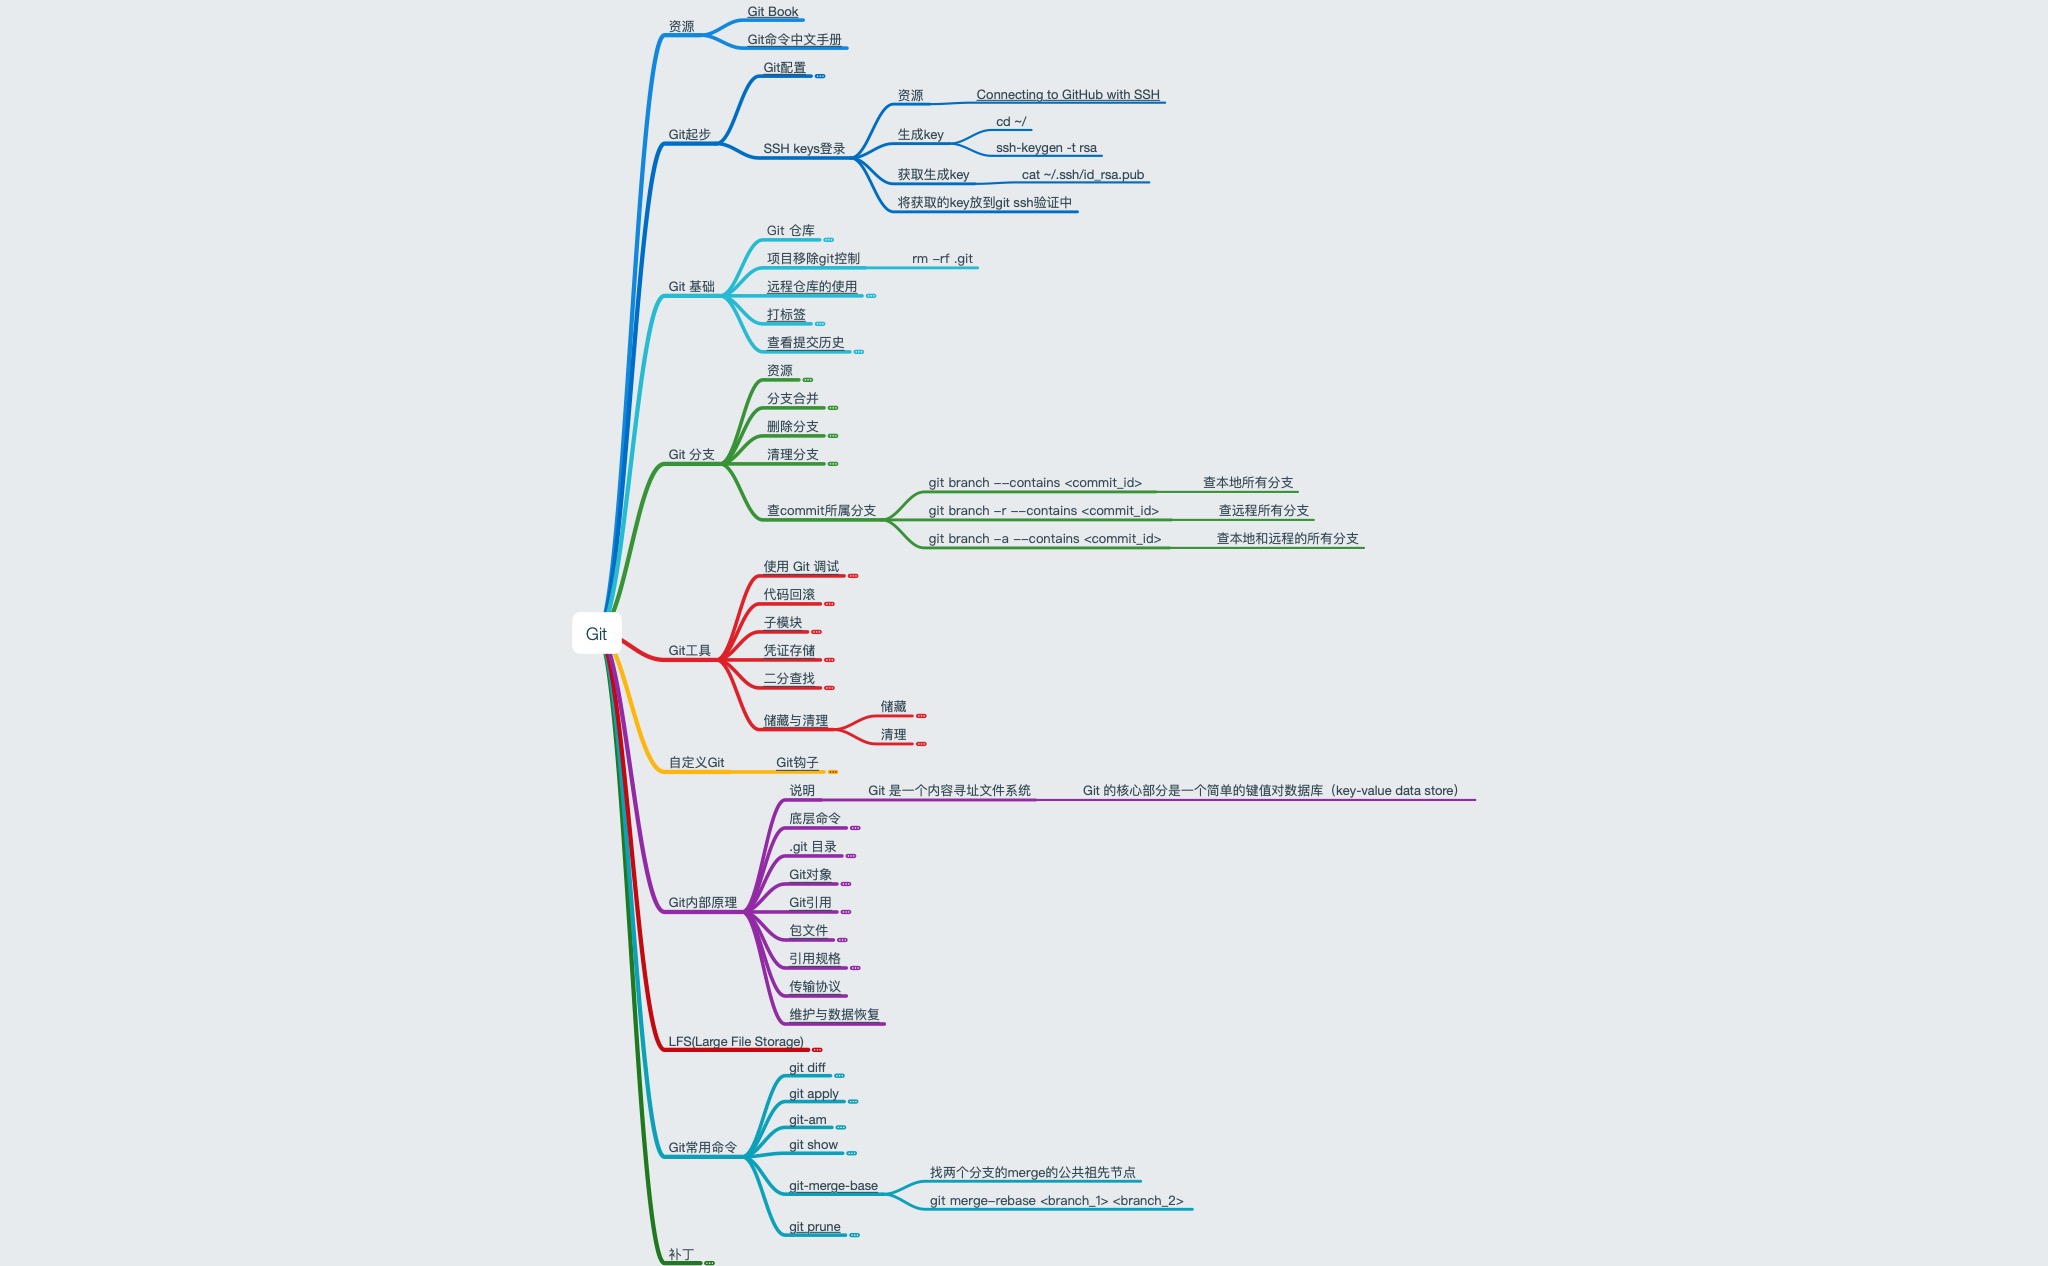 Git Book
资源
Git命令中文手册
Git配置
资源
Connecting to GitHub with SSH
cd ~/
Git起步
生成key
SSH keys登录
ssh-keygen -t rsa
获取生成key
cat ~/.ssh/id_rsa.pub
将获取的key放到git ssh验证中
Git 仓库
项目移除git控制
rm –rf .git
Git 基础
远程仓库的使用
打标签
查看提交历史
资源
分支合并
删除分支
Git 分支
清理分支
git branch ––contains <commit_id>
查本地所有分支
查commit所属分支
git branch –r ––contains <commit_id>
查远程所有分支
git branch –a ––contains <commit_id>
查本地和远程的所有分支
使用 Git 调试
代码回滚
子模块
Git
Git工具
凭证存储
二分查找
储藏与清理
储藏
清理
自定义Git
Git钩子
说明
Git 是一个内容寻址文件系统
Git 的核心部分是一个简单的键值对数据库（key-value data store）
底层命令
.git 目录
Git对象
Git内部原理
Git引用
包文件
引用规格
传输协议
维护与数据恢复
LFS(Large File Storage)
git diff
git apply
git-am
Git常用命令
git show
找两个分支的merge的公共祖先节点
git-merge-base
git merge–rebase <branch_1> <branch_2>
git prune
补丁